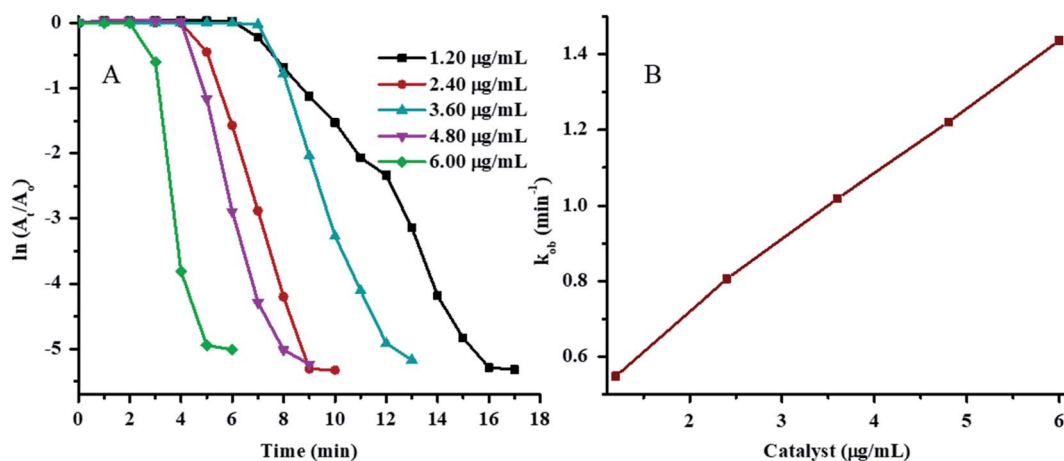 A
1.20 µg/mL
2.40 µg/mL
3.60 µg/mL
4.80 µg/mL
6.00 µg/mL
ln (Aₜ/Aₒ)
0
-1
-2
-3
-4
-5
0 2 4 6 8 10 12 14 16 18
Time (min)
B
k_ob (min⁻¹)
1.4
1.2
1.0
0.8
0.6
2 3 4 5 6
Catalyst (µg/mL)